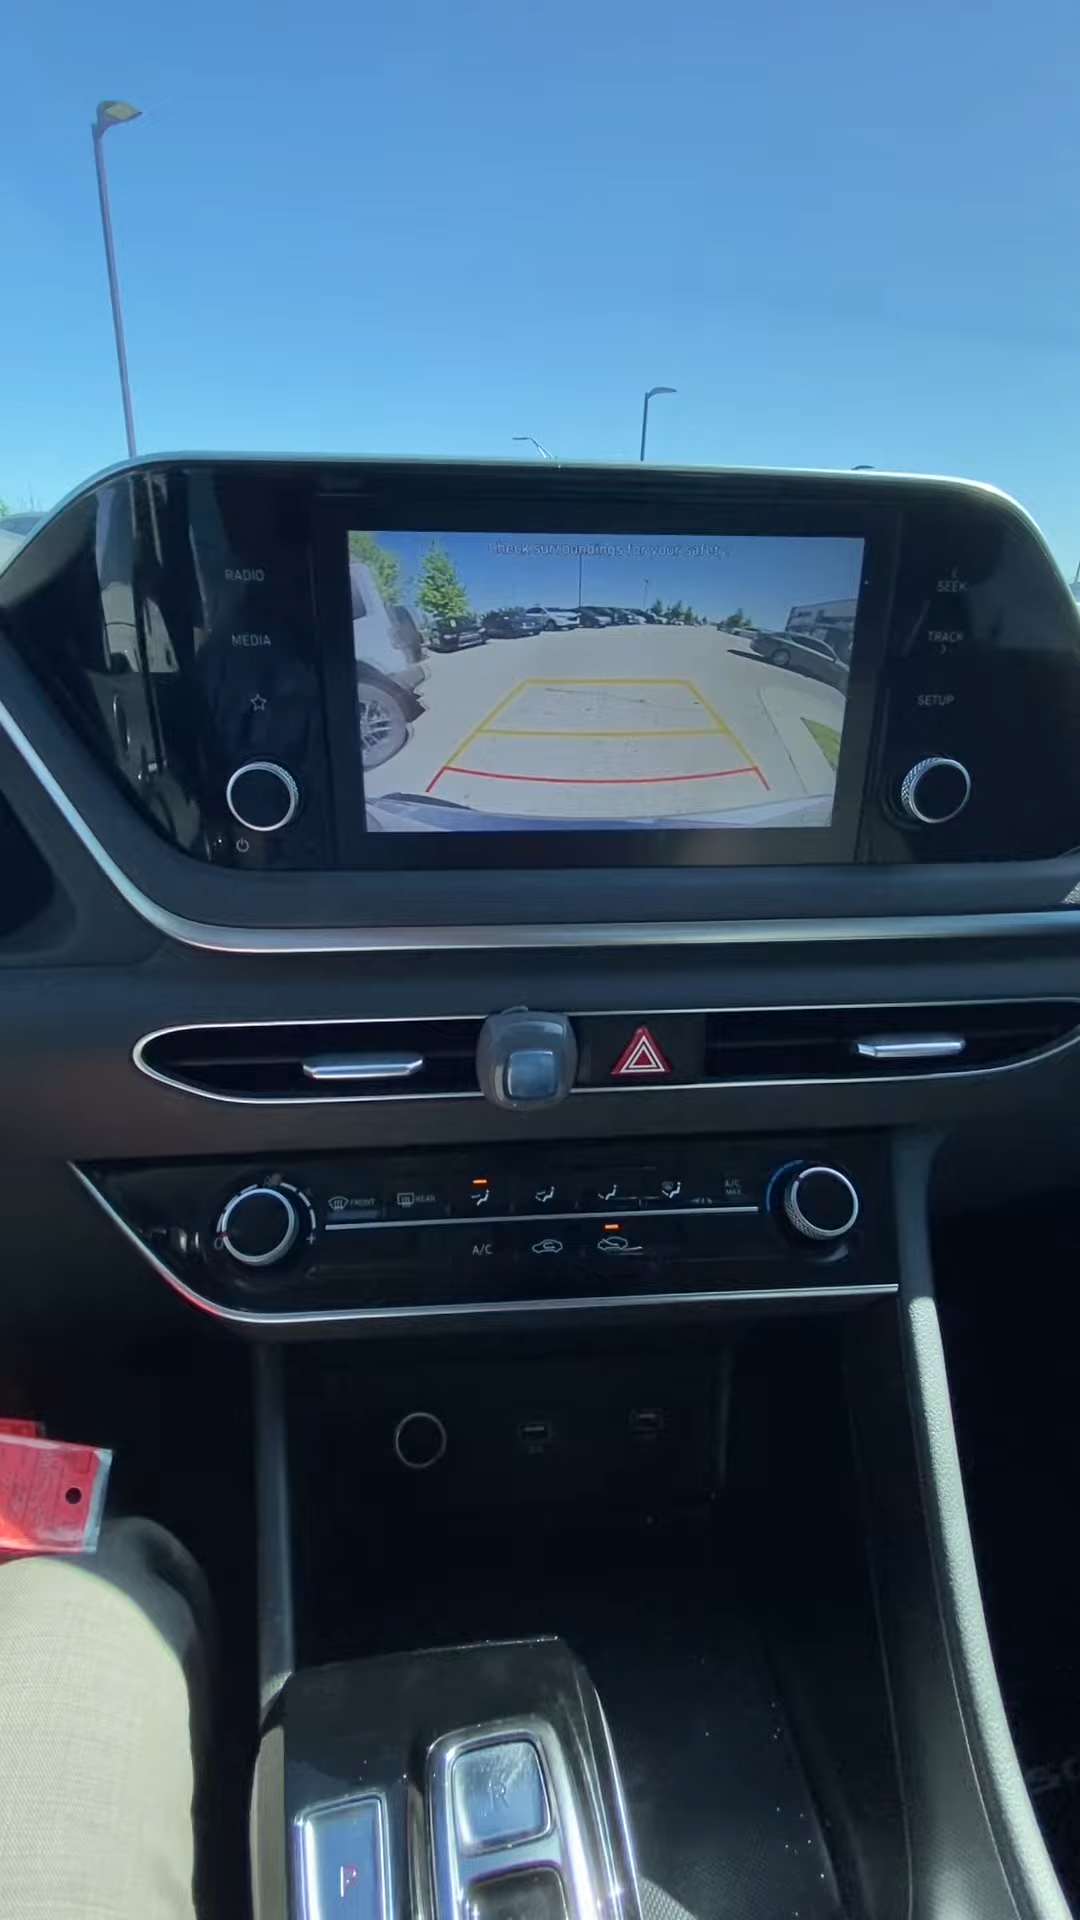 Check surroundings for your safety.
RADIO
MEDIA
SEEK
TRACK
SETUP
FRONT
REAR
A/C
MAX
A/C
R
P